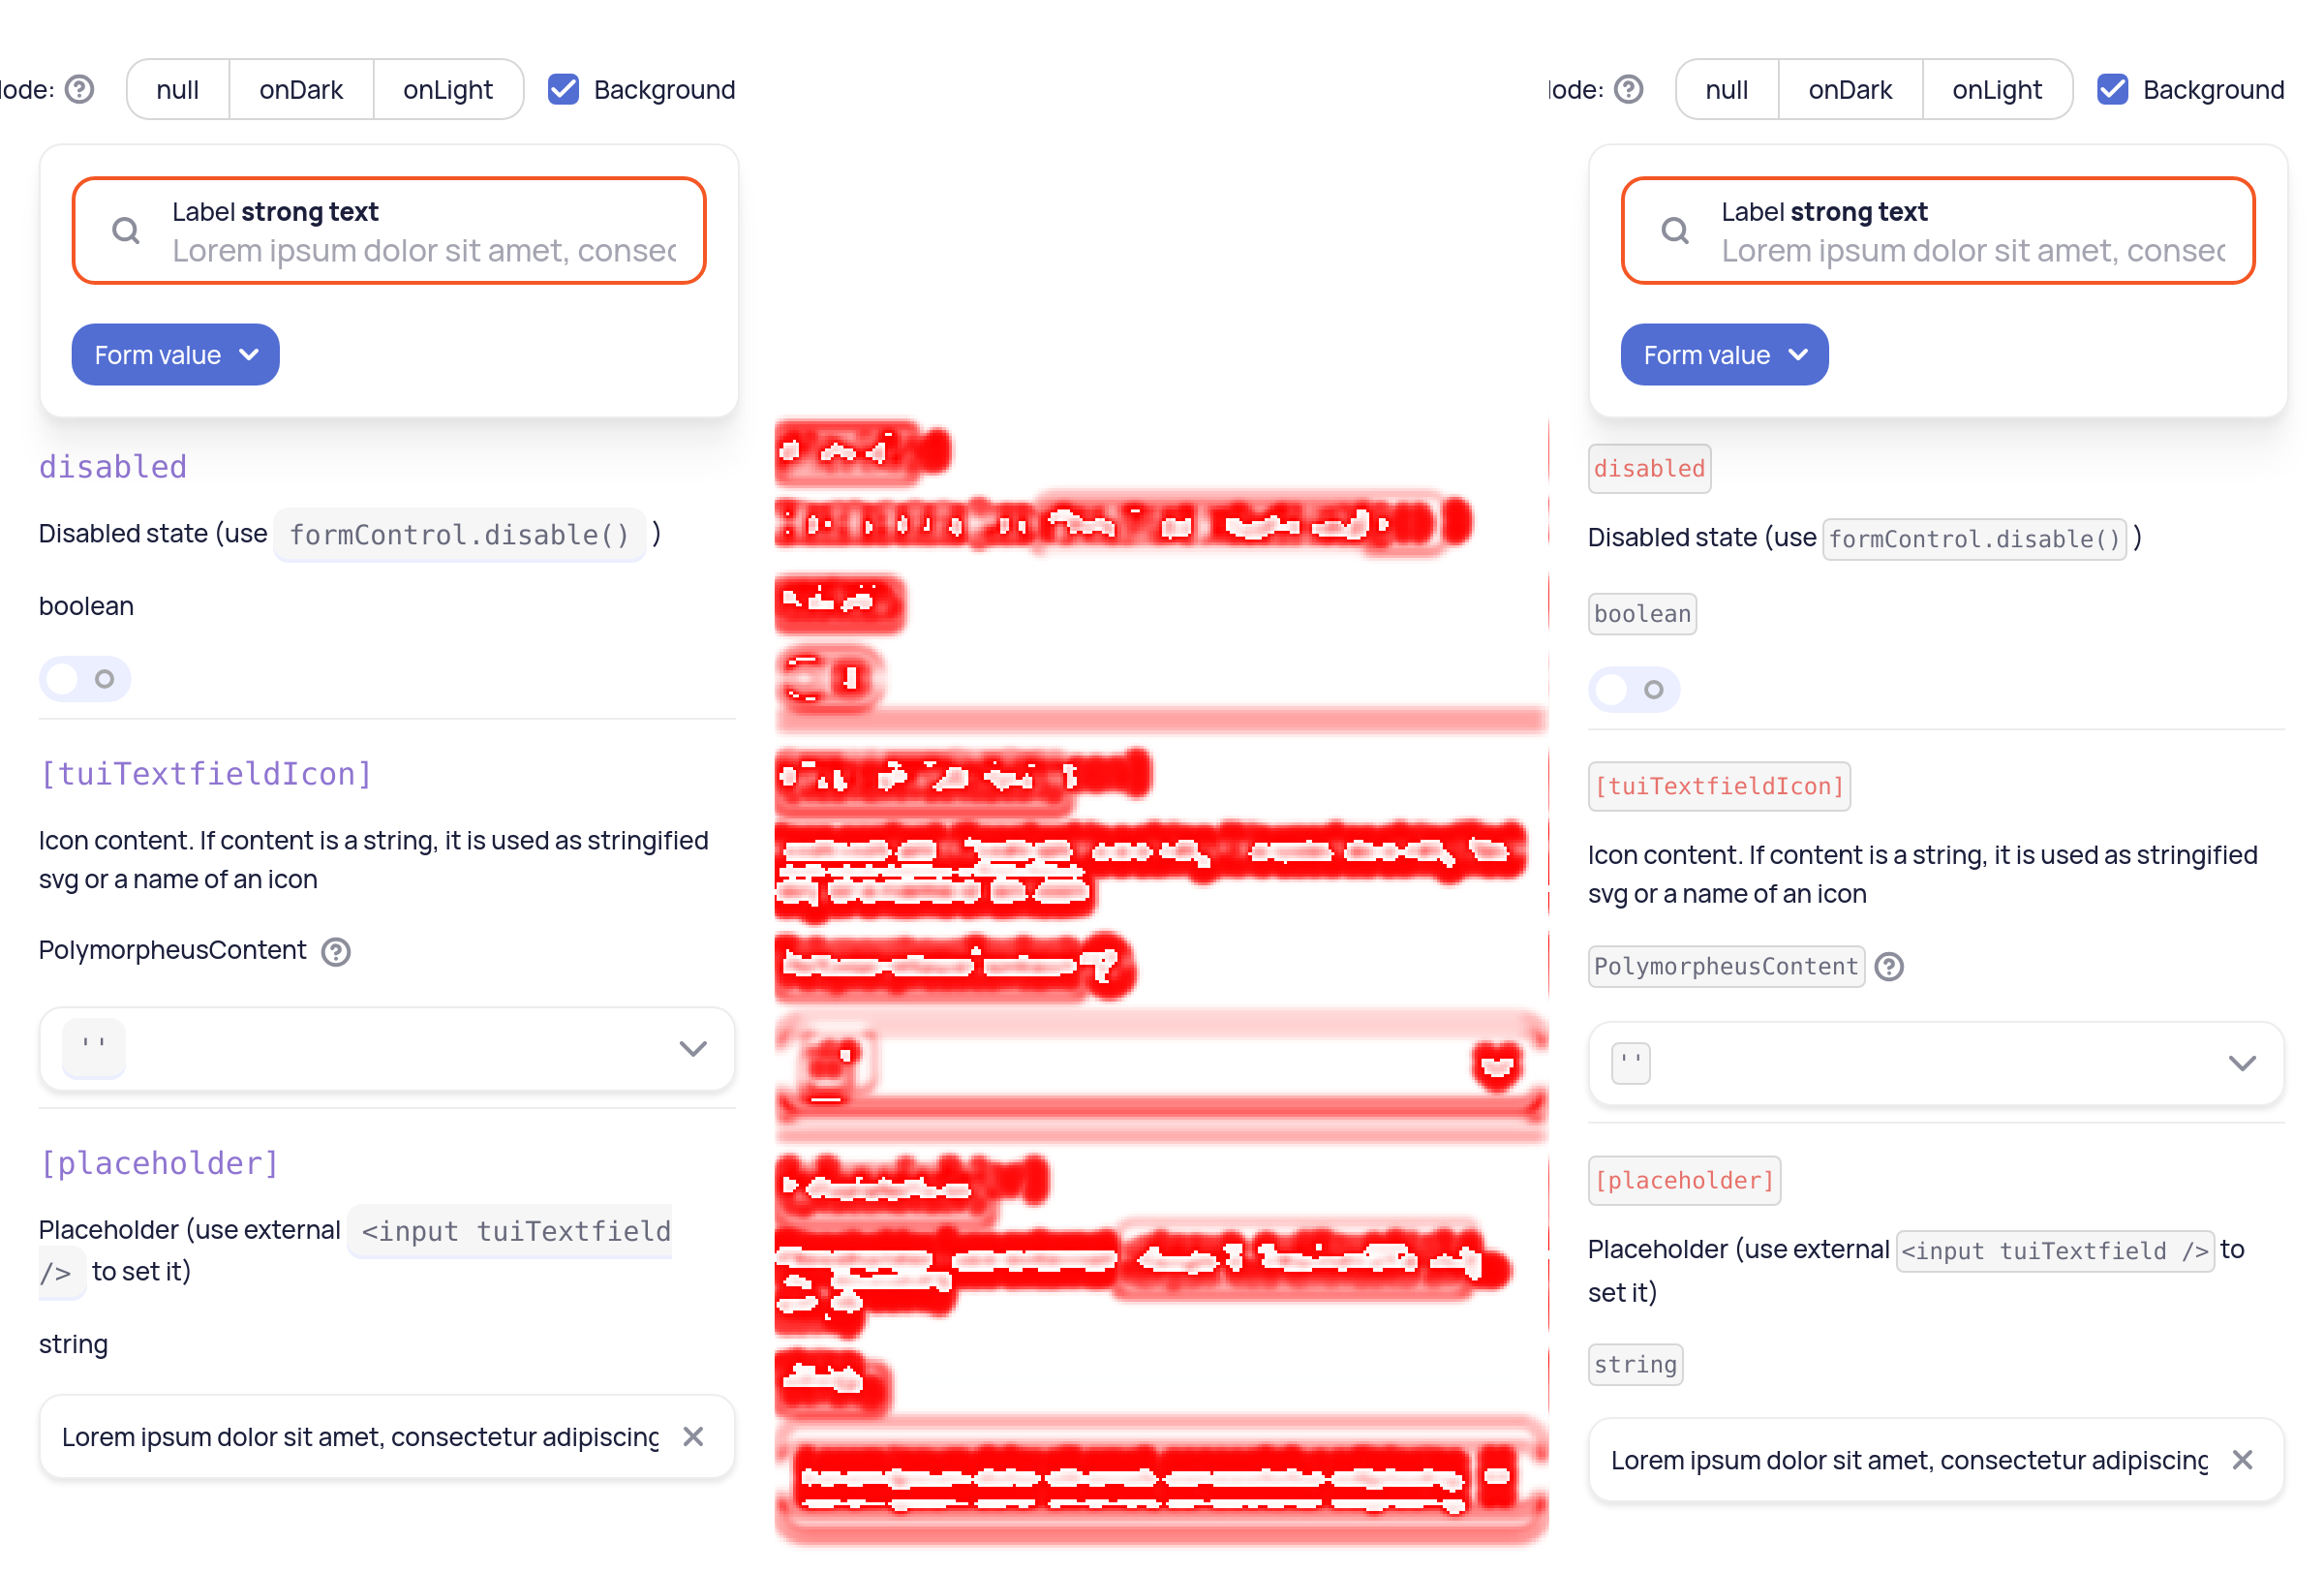 ode:
null
onDark
onLight
Background
Label strong text
Lorem ipsum dolor sit amet, consec
Form value
disabled
Disabled state (use formControl.disable() )
boolean
[tuiTextfieldIcon]
Icon content. If content is a string, it is used as stringified
svg or a name of an icon
PolymorpheusContent
''
[placeholder]
Placeholder (use external <input tuiTextfield
/> to set it)
string
Lorem ipsum dolor sit amet, consectetur adipiscing
ode:
null
onDark
onLight
Background
Label strong text
Lorem ipsum dolor sit amet, consec
Form value
disabled
Disabled state (use formControl.disable() )
boolean
[tuiTextfieldIcon]
Icon content. If content is a string, it is used as stringified
svg or a name of an icon
PolymorpheusContent
''
[placeholder]
Placeholder (use external <input tuiTextfield /> to
set it)
string
Lorem ipsum dolor sit amet, consectetur adipiscing